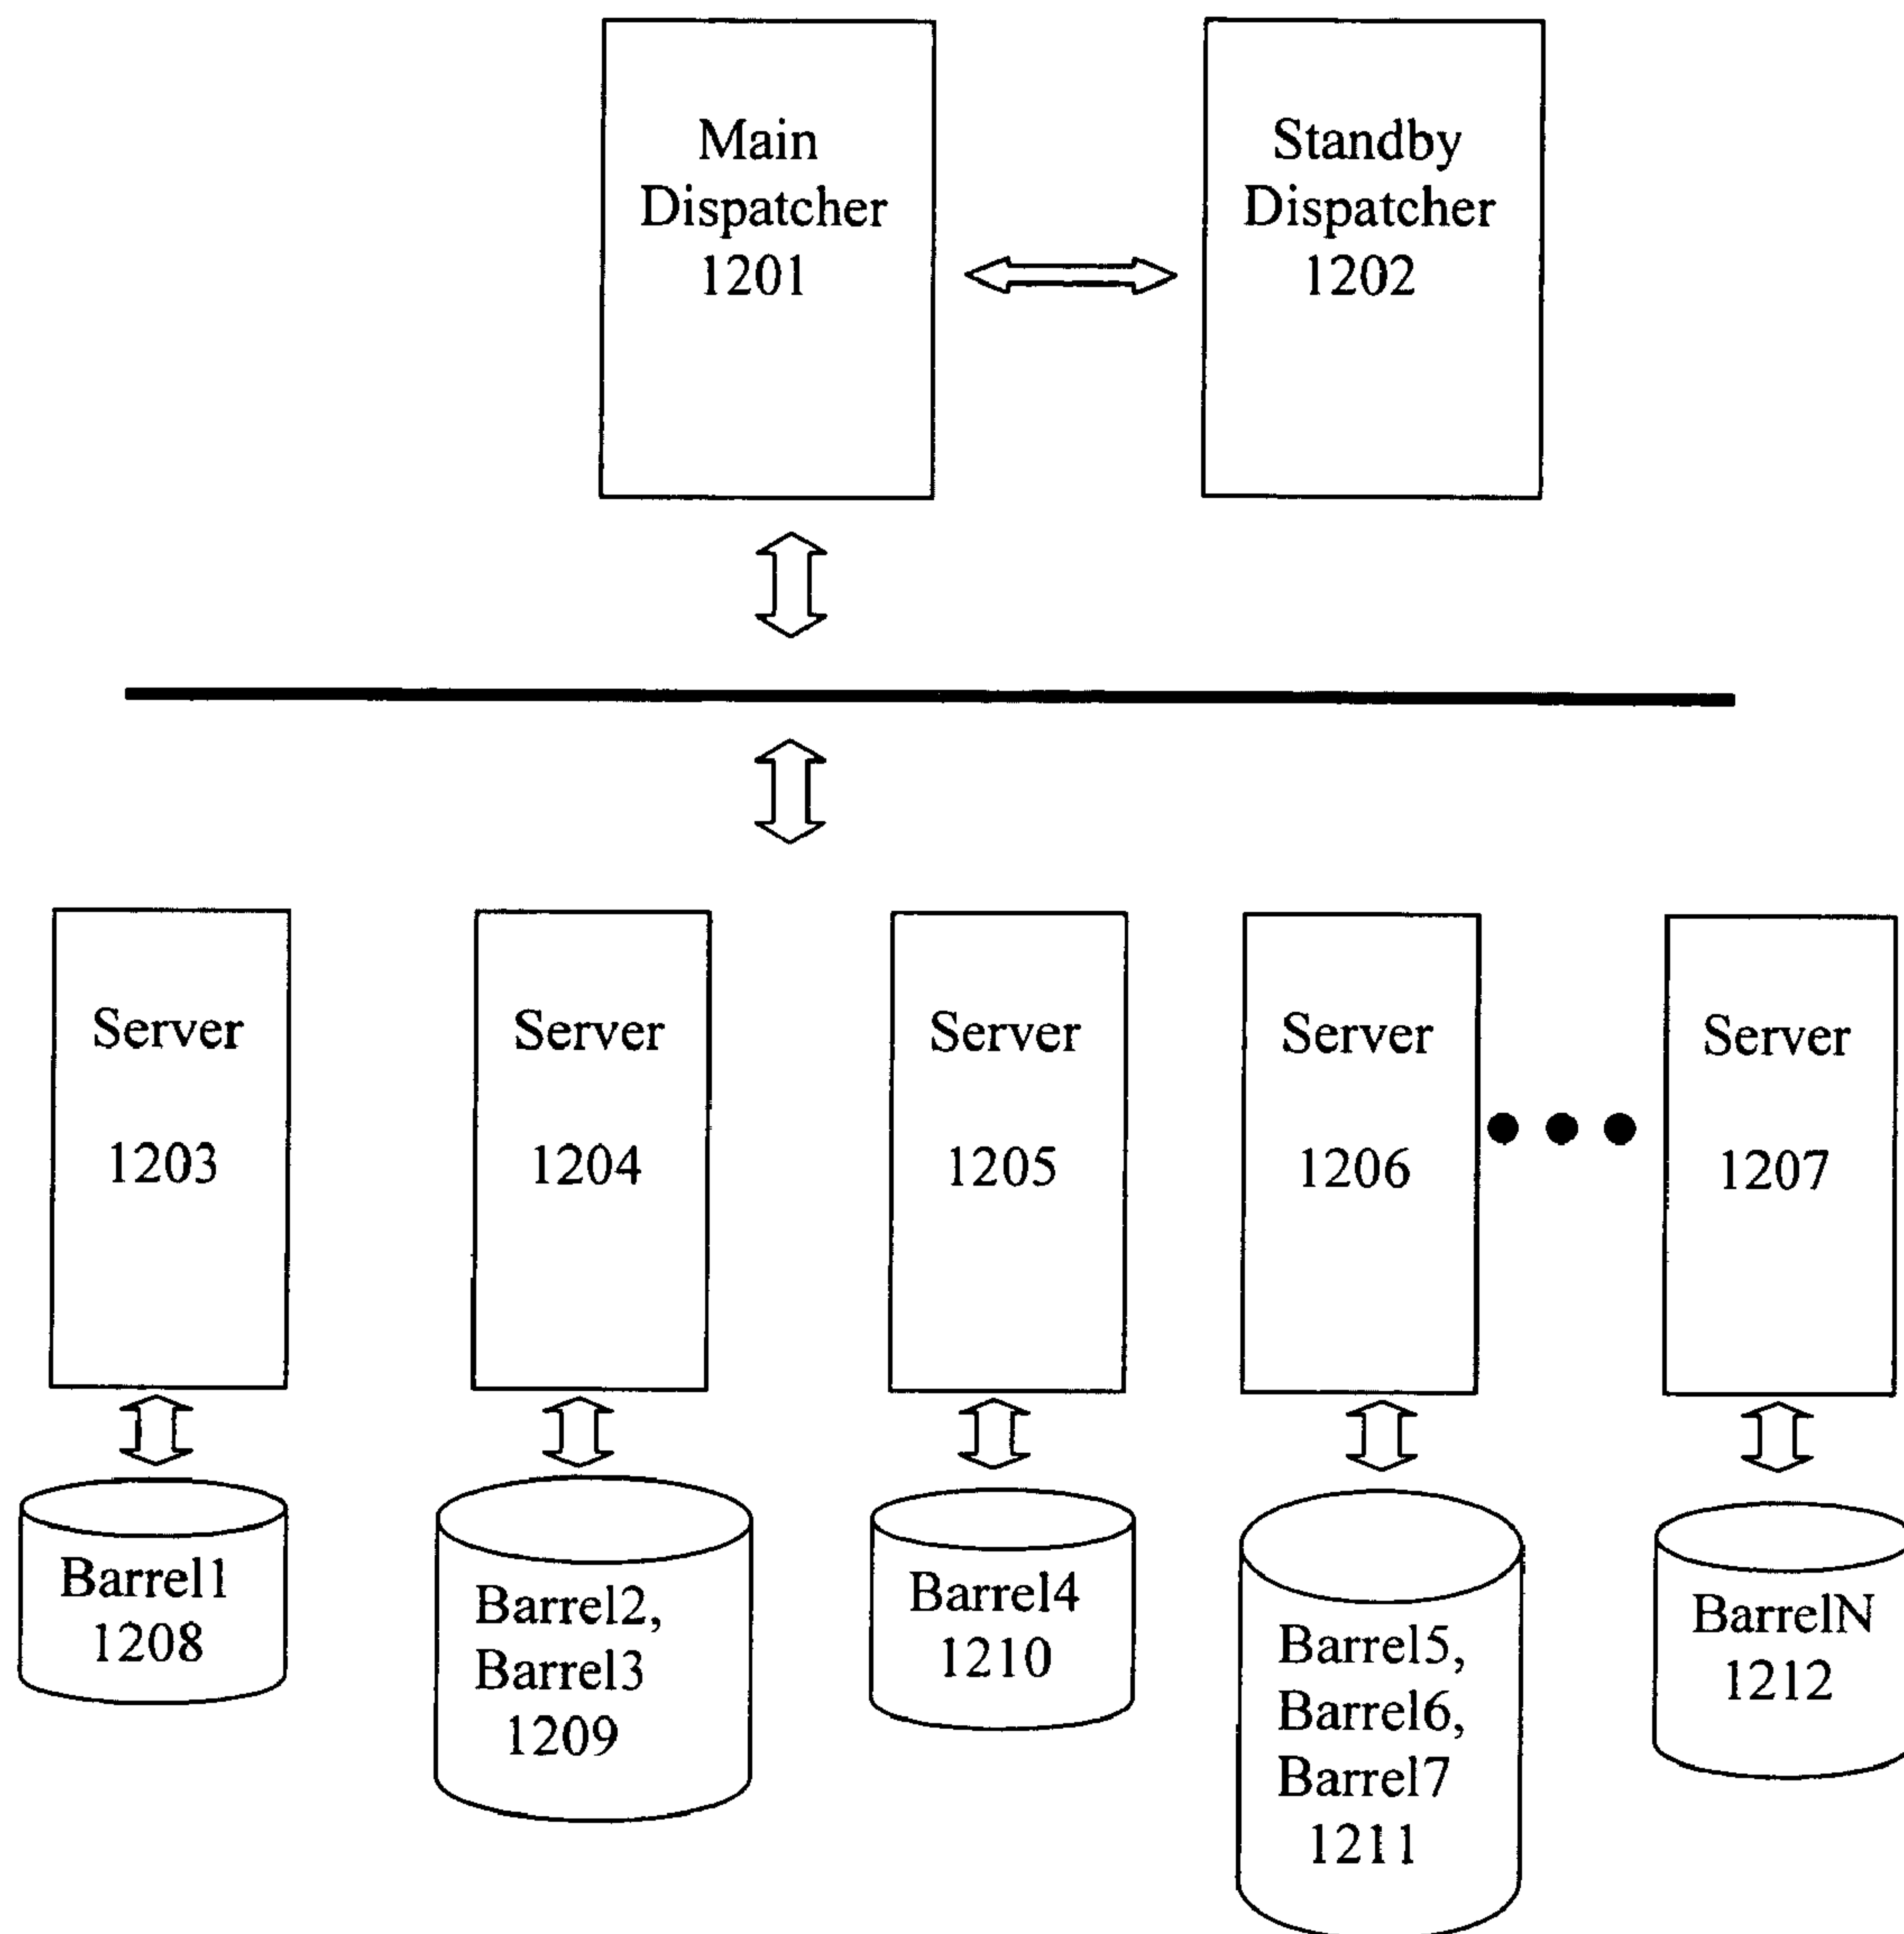 Main
Dispatcher
1201
Standby
Dispatcher
1202
Server
1203
Server
1204
Server
1205
Server
1206
Server
1207
Barrel1
1208
Barrel2,
Barrel3
1209
Barrel4
1210
Barrel5,
Barrel6,
Barrel7
1211
BarrelN
1212